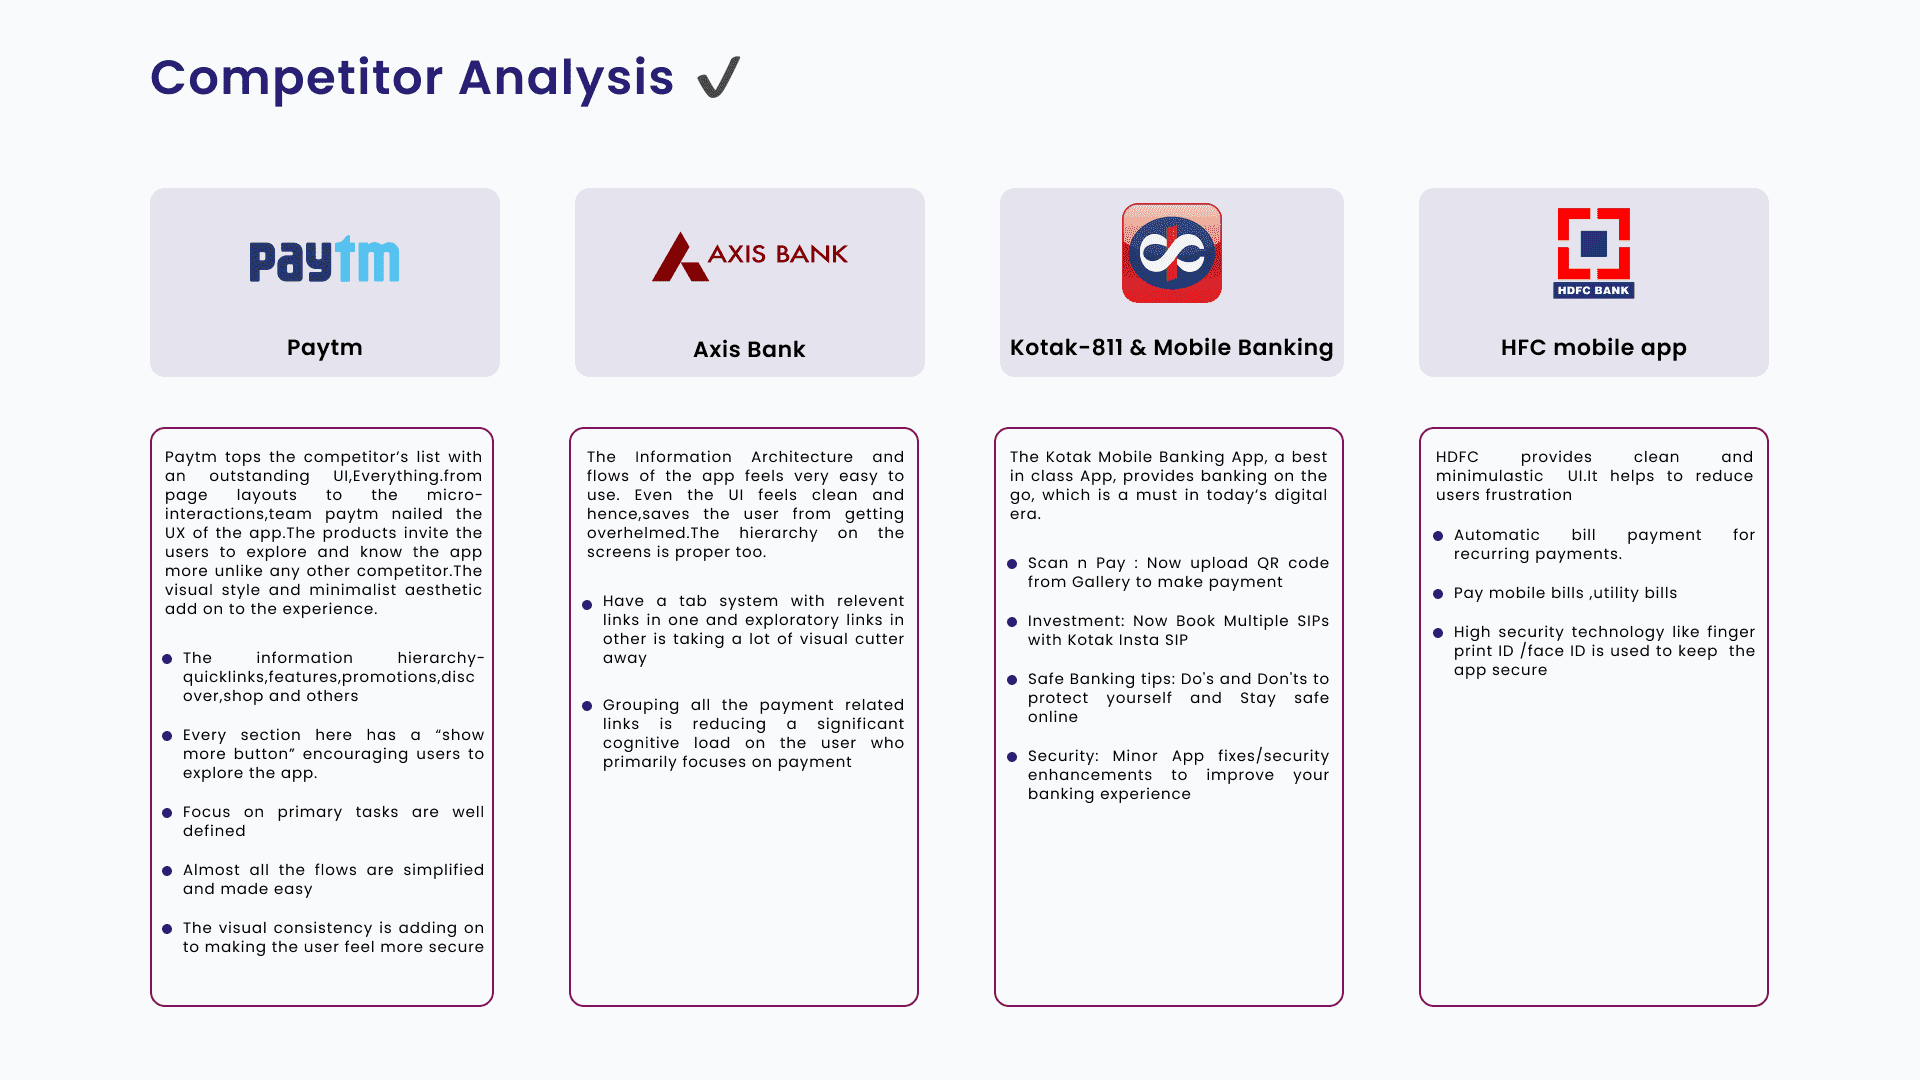 Competitor Analysis ✔
paytm
Paytm
AXIS BANK
Axis Bank
Kotak-811 & Mobile Banking
HDFC BANK
HFC mobile app
Paytm tops the competitor’s list with
an outstanding UI,Everything.from
page layouts to the micro-
interactions,team paytm nailed the
UX of the app.The products invite the
users to explore and know the app
more unlike any other competitor.The
visual style and minimalist aesthetic
add on to the experience.
The information hierarchy-
quicklinks,features,promotions,disc
over,shop and others
Every section here has a “show
more button” encouraging users to
explore the app.
Focus on primary tasks are well
defined
Almost all the flows are simplified
and made easy
The visual consistency is adding on
to making the user feel more secure
The Information Architecture and
flows of the app feels very easy to
use. Even the UI feels clean and
hence,saves the user from getting
overhelmed.The hierarchy on the
screens is proper too.
Have a tab system with relevent
links in one and exploratory links in
other is taking a lot of visual cutter
away
Grouping all the payment related
links is reducing a significant
cognitive load on the user who
primarily focuses on payment
The Kotak Mobile Banking App, a best
in class App, provides banking on the
go, which is a must in today’s digital
era.
Scan n Pay : Now upload QR code
from Gallery to make payment
Investment: Now Book Multiple SIPs
with Kotak Insta SIP
Safe Banking tips: Do's and Don'ts to
protect yourself and Stay safe
online
Security: Minor App fixes/security
enhancements to improve your
banking experience
HDFC provides clean and
minimulastic UI.It helps to reduce
users frustration
Automatic bill payment for
recurring payments.
Pay mobile bills ,utility bills
High security technology like finger
print ID /face ID is used to keep the
app secure